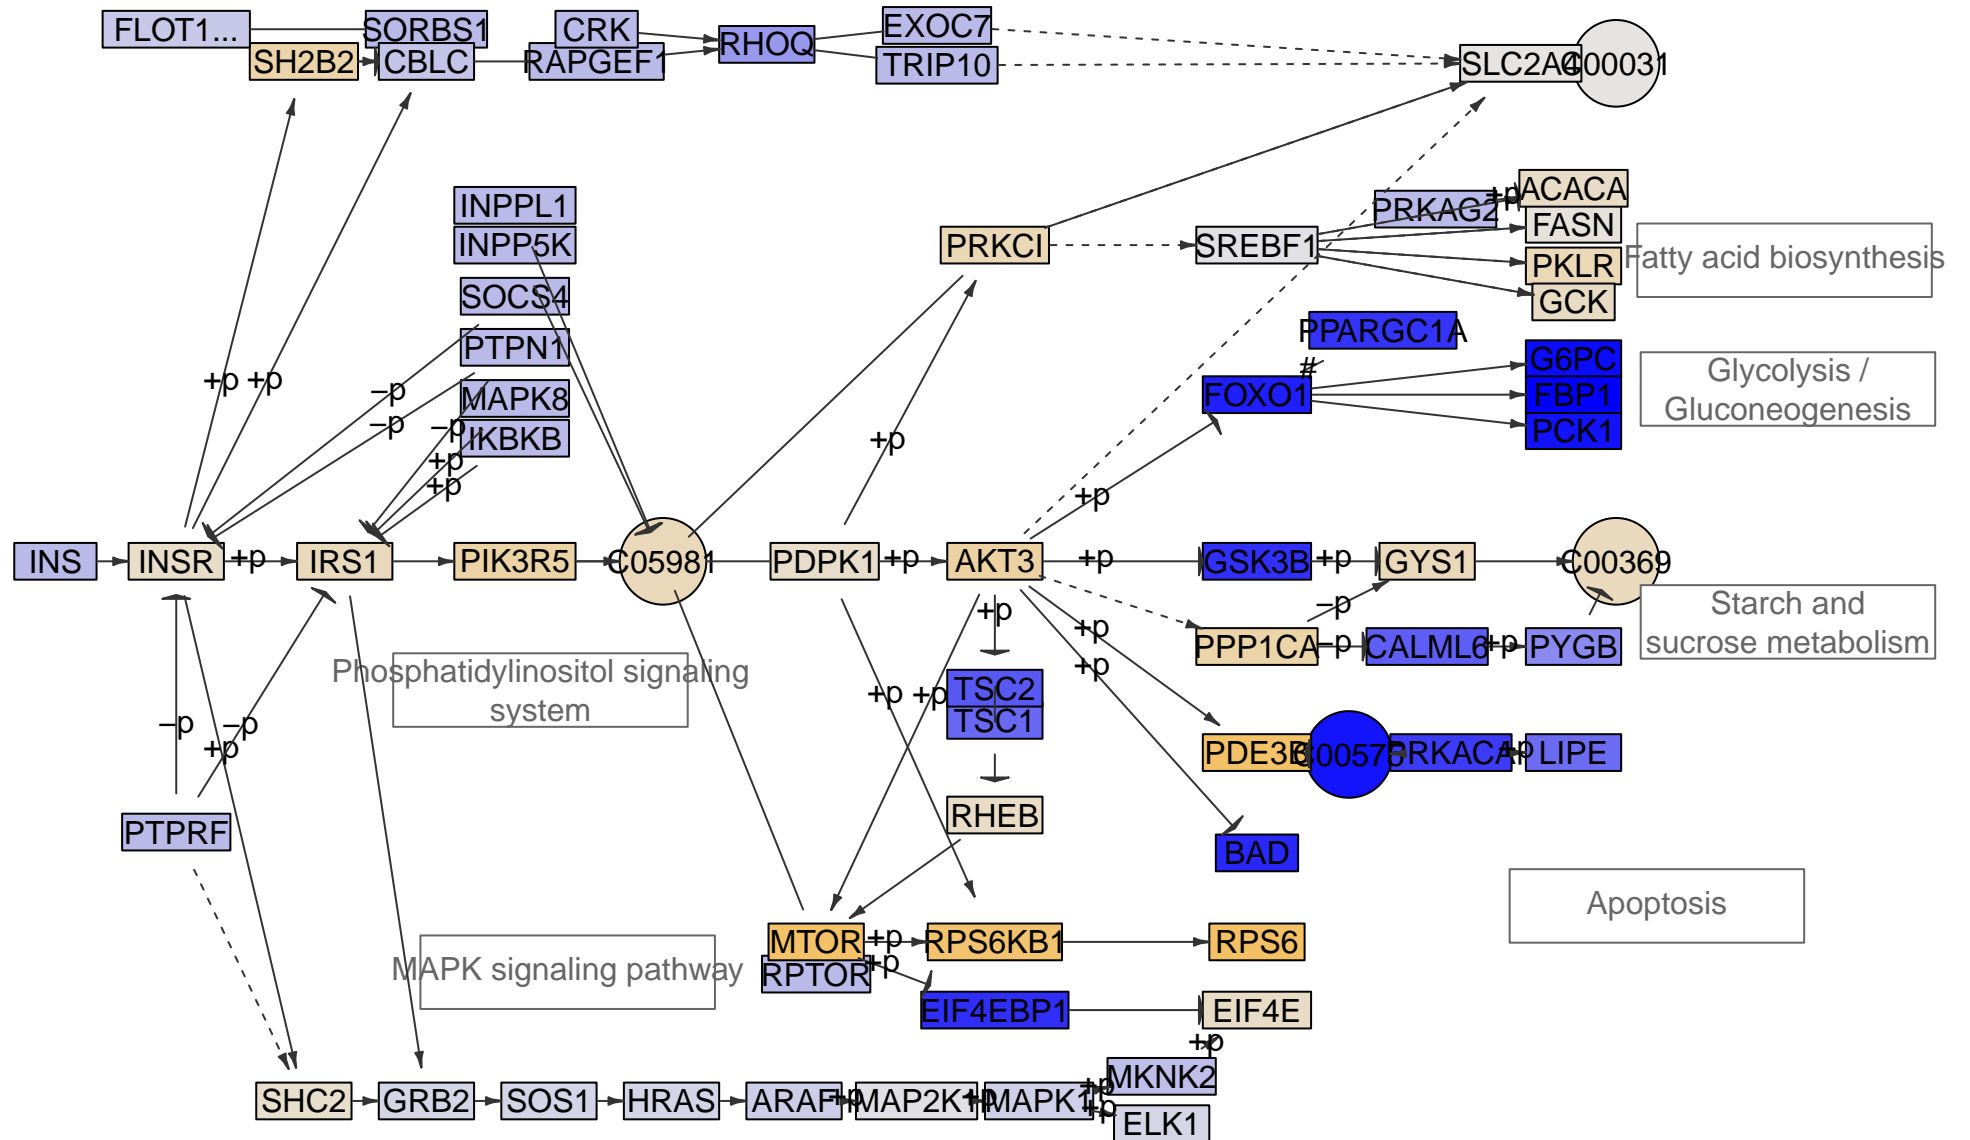 FLOT1...
SORBS1
CRK
EXOC7
RHOQ
SH2B2
CBLC
RAPGEF1
TRIP10
SLC2A4
C00031
INPPL1
INPP5K
SOCS4
PTPN1
MAPK8
IKBKB
PRKCI
SREBF1
PRKAG2
+p
ACACA
FASN
PKLR
GCK
Fatty acid biosynthesis
PPARGC1A
#
FOXO1
G6PC
FBP1
PCK1
Glycolysis /
Gluconeogenesis
+p
+p
−p
−p
−p
+p
+p
+p
+p
INS
INSR
+p
IRS1
PIK3R5
C05981
PDPK1
+p
AKT3
+p
GSK3B
+p
GYS1
C00369
+p
−p
Starch and
sucrose metabolism
+p
+p
PPP1CA
−p
CALML6
+p
PYGB
Phosphatidylinositol signaling
system
+p
+p
TSC2
TSC1
−p
+p
−p
PDE3B
C00575
PRKACA
+p
LIPE
PTPRF
RHEB
BAD
Apoptosis
MTOR
+p
RPS6KB1
RPS6
MAPK signaling pathway
RPTOR
+p
EIF4EBP1
EIF4E
+p
SHC2
GRB2
SOS1
HRAS
ARAF
+p
MAP2K1
+p
MAPK1
+p
+p
MKNK2
ELK1